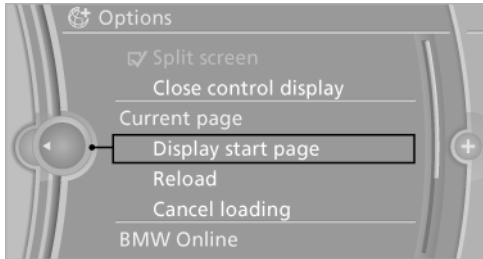 Options
Split screen
Close control display
Current page
Display start page
Reload
Cancel loading
BMW Online